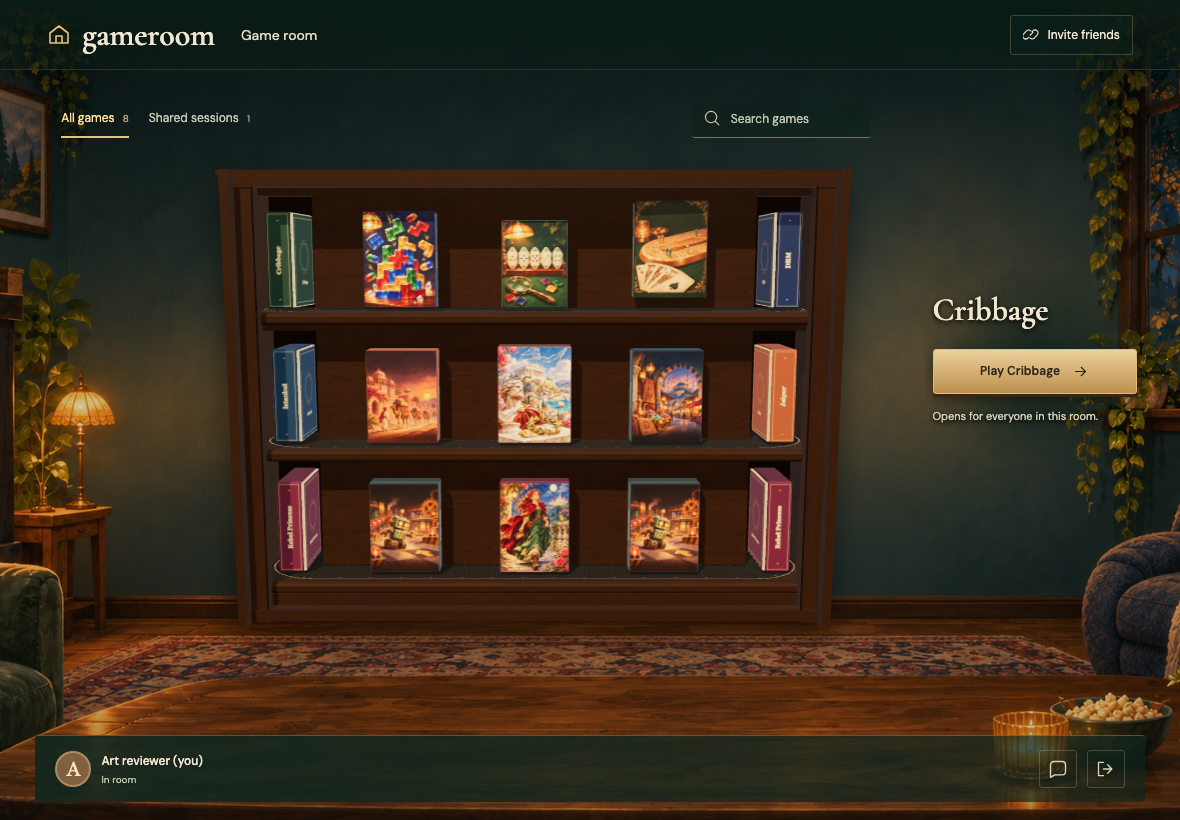 gameroom
Game room
Invite friends
All games 8
Shared sessions 1
Search games
Cribbage
DRM
Cribbage
Play Cribbage
Opens for everyone in this room.
Istanbul
Jaipur
Rebel Princess
Rebel Princess
A
Art reviewer (you)
In room